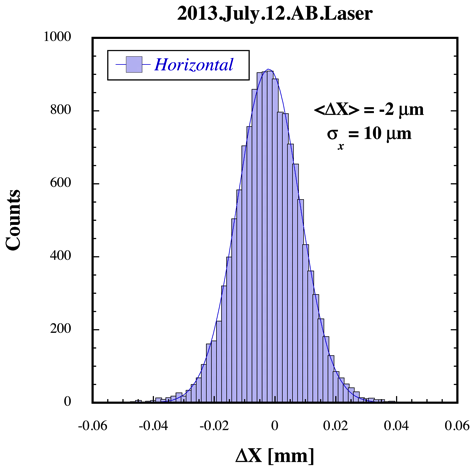 2013.July.12.AB.Laser
1000
Horizontal
<ΔX> = -2 μm
σx = 10 μm
800
600
400
200
0
Counts
-0.06 -0.04 -0.02 0 0.02 0.04 0.06
ΔX [mm]